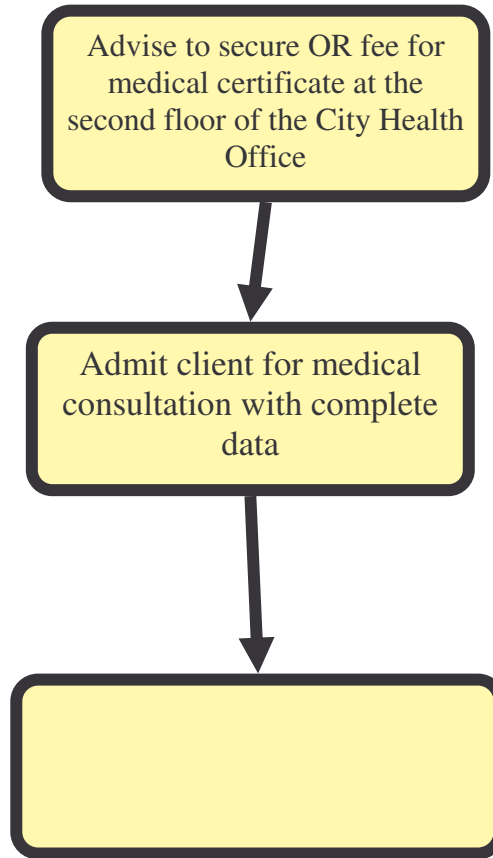 Advise to secure OR fee for
medical certificate at the
second floor of the City Health
Office
Admit client for medical
consultation with complete
data